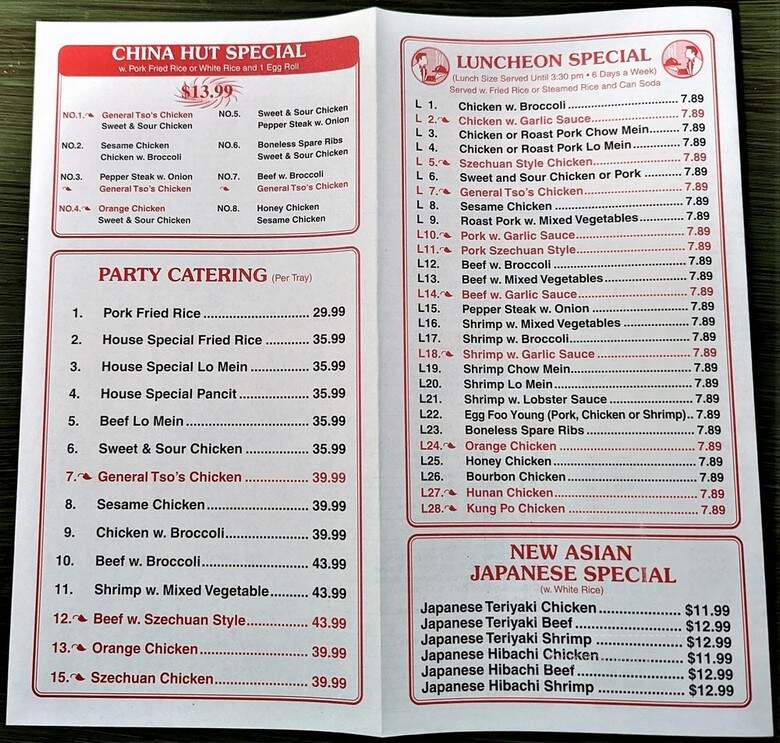 CHINA HUT SPECIAL
w. Pork Fried Rice or White Rice and 1 Egg Roll
$13.99
NO.1. General Tso's Chicken
Sweet & Sour Chicken
NO.2. Sesame Chicken
Chicken w. Broccoli
NO.3. Pepper Steak w. Onion
General Tso's Chicken
NO.4. Orange Chicken
Sweet & Sour Chicken
NO.5. Sweet & Sour Chicken
Pepper Steak w. Onion
NO.6. Boneless Spare Ribs
Sweet & Sour Chicken
NO.7. Beef w. Broccoli
General Tso's Chicken
NO.8. Honey Chicken
Sesame Chicken
PARTY CATERING (Per Tray)
1. Pork Fried Rice ........................... 29.99
2. House Special Fried Rice ............ 35.99
3. House Special Lo Mein ............... 35.99
4. House Special Pancit .................. 35.99
5. Beef Lo Mein ............................... 35.99
6. Sweet & Sour Chicken ................ 35.99
7. General Tso's Chicken ................ 39.99
8. Sesame Chicken .......................... 39.99
9. Chicken w. Broccoli ..................... 39.99
10. Beef w. Broccoli ......................... 43.99
11. Shrimp w. Mixed Vegetable .......... 43.99
12. Beef w. Szechuan Style ............... 43.99
13. Orange Chicken .......................... 39.99
15. Szechuan Chicken ....................... 39.99
LUNCHEON SPECIAL
(Lunch Size Served Until 3:30 pm • 6 Days a Week)
Served w. Fried Rice or Steamed Rice and Can Soda
L 1. Chicken w. Broccoli ........................ 7.89
L 2. Chicken w. Garlic Sauce .................. 7.89
L 3. Chicken or Roast Pork Chow Mein ........ 7.89
L 4. Chicken or Roast Pork Lo Mein ........... 7.89
L 5. Szechuan Style Chicken ................... 7.89
L 6. Sweet and Sour Chicken or Pork .......... 7.89
L 7. General Tso's Chicken ..................... 7.89
L 8. Sesame Chicken ............................ 7.89
L 9. Roast Pork w. Mixed Vegetables .......... 7.89
L10. Pork w. Garlic Sauce ...................... 7.89
L11. Pork Szechuan Style ....................... 7.89
L12. Beef w. Broccoli ........................... 7.89
L13. Beef w. Mixed Vegetables ................. 7.89
L14. Beef w. Garlic Sauce ...................... 7.89
L15. Pepper Steak w. Onion .................... 7.89
L16. Shrimp w. Mixed Vegetables .............. 7.89
L17. Shrimp w. Broccoli ........................ 7.89
L18. Shrimp w. Garlic Sauce ................... 7.89
L19. Shrimp Chow Mein .......................... 7.89
L20. Shrimp Lo Mein ............................. 7.89
L21. Shrimp w. Lobster Sauce .................. 7.89
L22. Egg Foo Young (Pork, Chicken or Shrimp).. 7.89
L23. Boneless Spare Ribs ....................... 7.89
L24. Orange Chicken ............................ 7.89
L25. Honey Chicken ............................. 7.89
L26. Bourbon Chicken ........................... 7.89
L27. Hunan Chicken ............................. 7.89
L28. Kung Po Chicken ........................... 7.89
NEW ASIAN
JAPANESE SPECIAL
(w. White Rice)
Japanese Teriyaki Chicken .................... $11.99
Japanese Teriyaki Beef ........................ $12.99
Japanese Teriyaki Shrimp ..................... $12.99
Japanese Hibachi Chicken ..................... $11.99
Japanese Hibachi Beef ......................... $12.99
Japanese Hibachi Shrimp ...................... $12.99